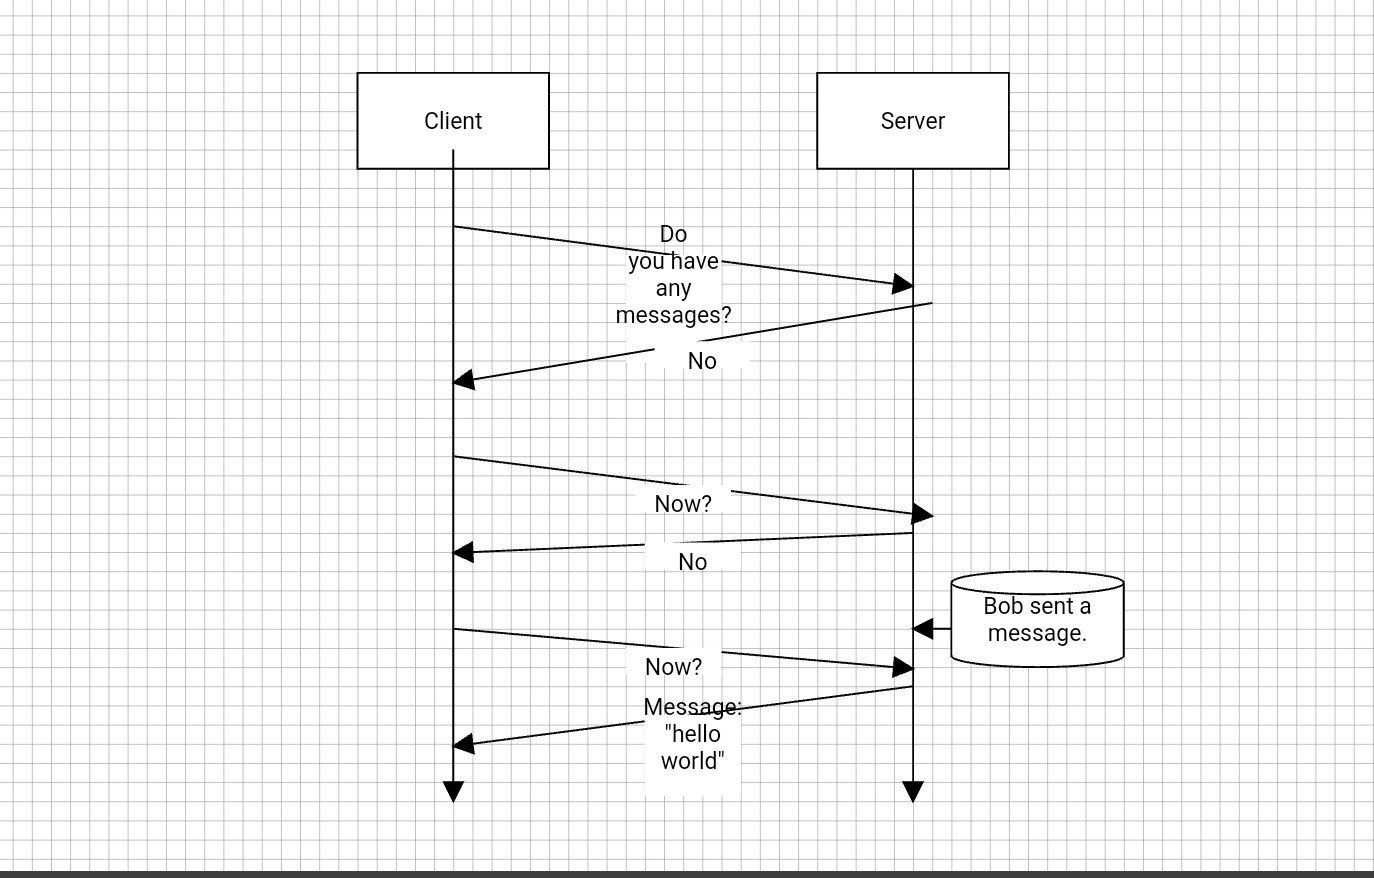 Client
Server
Do
you have
any
messages?
No
Now?
No
Bob sent a
message.
Now?
Message:
"hello
world"